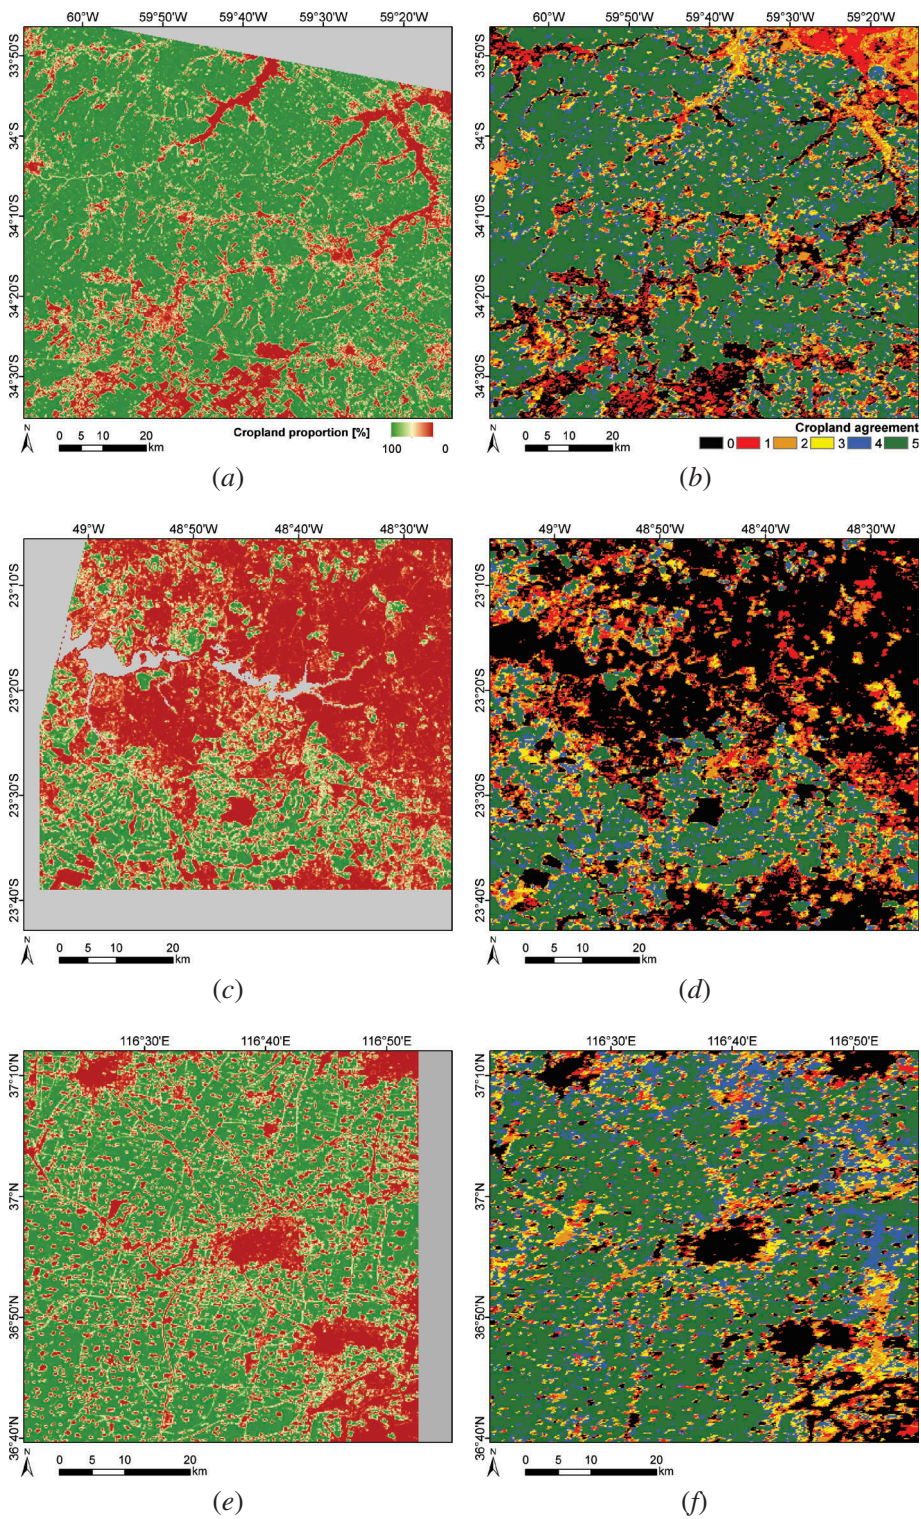 60°W 59°50'W 59°40'W 59°30'W 59°20'W
60°W 59°50'W 59°40'W 59°30'W 59°20'W
33°50'S
34°S
34°10'S
34°20'S
34°30'S
33°50'S
34°S
34°10'S
34°20'S
34°30'S
N
0 5 10 20
km
Cropland proportion [%]
100 0
N
0 5 10 20
km
Cropland agreement
0 1 2 3 4 5
(a)
(b)
49°W 48°50'W 48°40'W 48°30'W
49°W 48°50'W 48°40'W 48°30'W
23°10'S
23°20'S
23°30'S
23°40'S
23°10'S
23°20'S
23°30'S
23°40'S
N
0 5 10 20
km
N
0 5 10 20
km
(c)
(d)
116°30'E 116°40'E 116°50'E
116°30'E 116°40'E 116°50'E
37°10'N
37°N
36°50'N
36°40'N
37°10'N
37°N
36°50'N
36°40'N
N
0 5 10 20
km
N
0 5 10 20
km
(e)
(f)